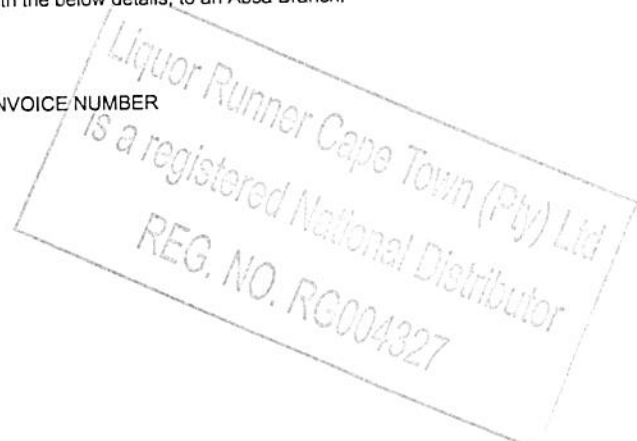 th the below details, to an Absa Branch.
NVOICE NUMBER
Liquor Runner Cape Town (Pty) Ltd
is a registered National Distributor
REG. NO. RG004327